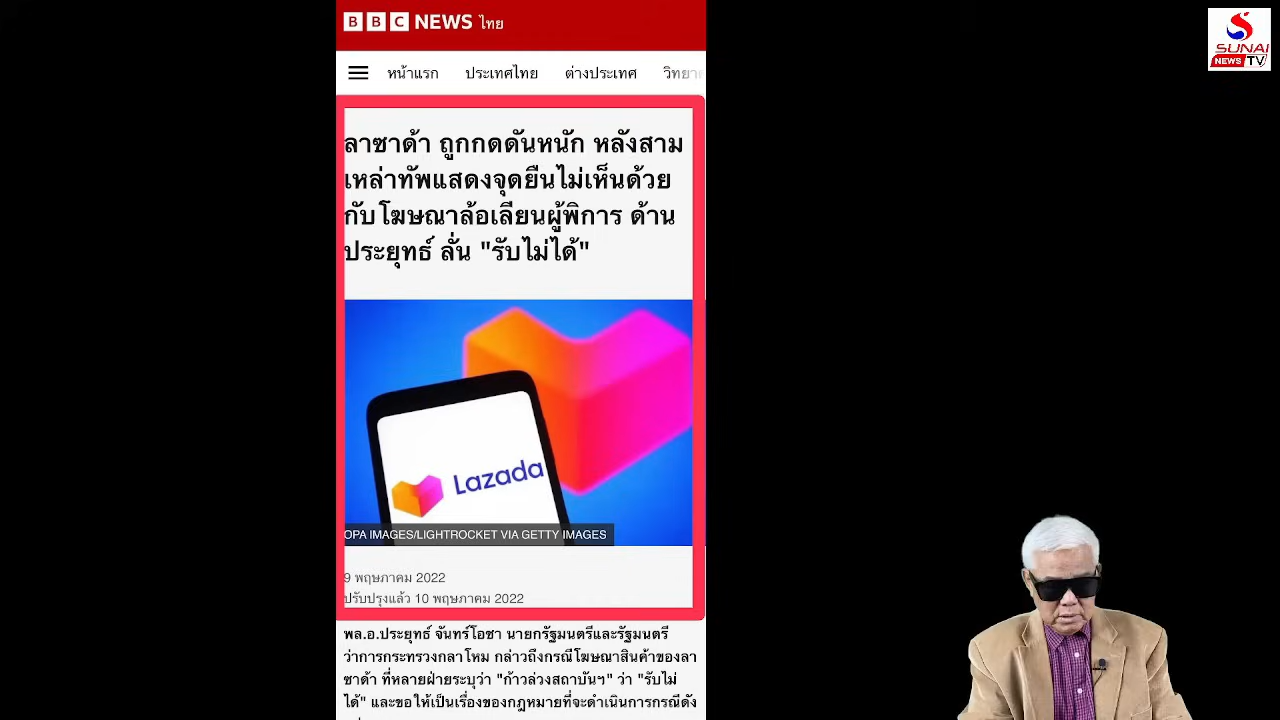 BBC NEWS ไทย
SUNAI
NEWS TV
หน้าแรก ประเทศไทย ต่างประเทศ
ลาซาด้า ถูกกดดันหนัก หลังสาม
เหล่าทัพแสดงจุดยืนไม่เห็นด้วย
กับโฆษณาล้อเลียนผู้พิการ ด้าน
ประยุทธ์ ลั่น "รับไม่ได้"
Lazada
OPA IMAGES/LIGHTROCKET VIA GETTY IMAGES
9 พฤษภาคม 2022
ปรับปรุงแล้ว 10 พฤษภาคม 2022
พล.อ.ประยุทธ์ จันทร์โอชา นายกรัฐมนตรีและรัฐมนตรี
ว่าการกระทรวงกลาโหม กล่าวถึงกรณีโฆษณาสินค้าของลา
ซาด้า ที่หลายฝ่ายระบุว่า "ก้าวล่วงสถาบันฯ" ว่า "รับไม่
ได้" และขอให้เป็นเรื่องของกฎหมายที่จะดำเนินการกรณีดัง